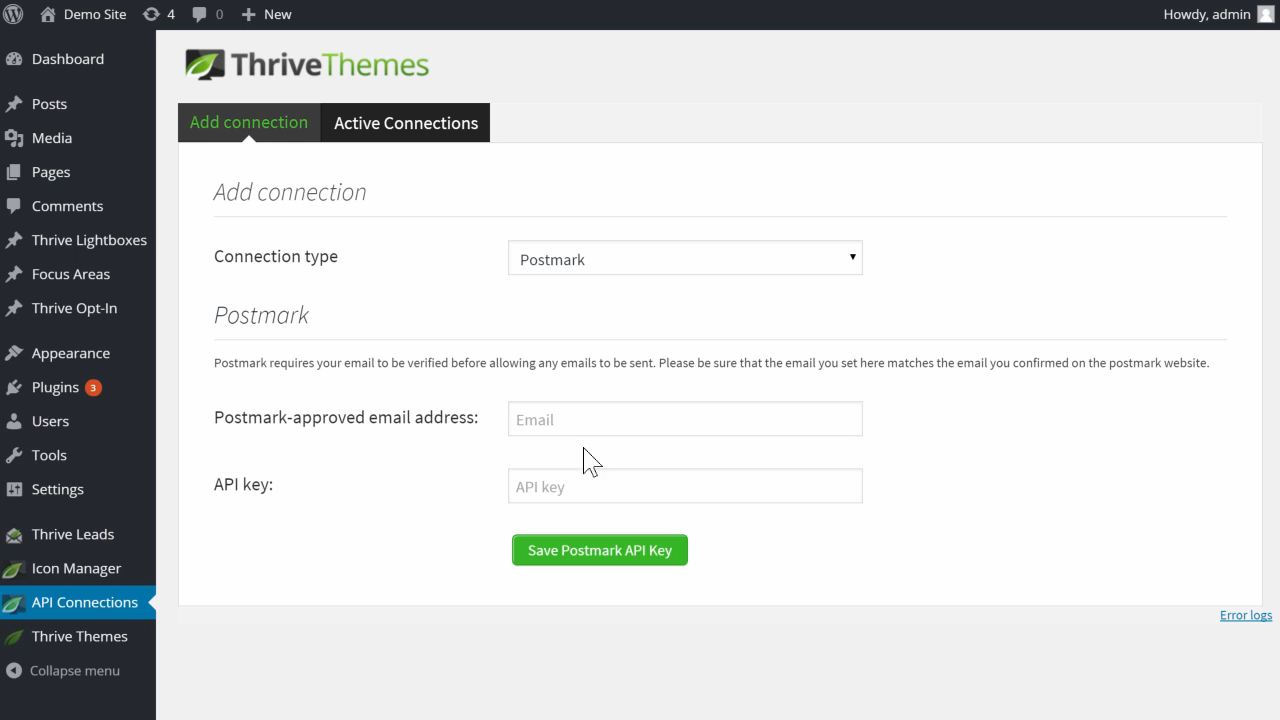 Demo Site 4 0 New Howdy, admin
Dashboard
Posts
Media
Pages
Comments
Thrive Lightboxes
Focus Areas
Thrive Opt-In
Appearance
Plugins 3
Users
Tools
Settings
Thrive Leads
Icon Manager
API Connections
Thrive Themes
Collapse menu
ThriveThemes
Add connection Active Connections
Add connection
Connection type Postmark
Postmark
Postmark requires your email to be verified before allowing any emails to be sent. Please be sure that the email you set here matches the email you confirmed on the postmark website.
Postmark-approved email address: Email
API key: API key
Save Postmark API Key
Error logs